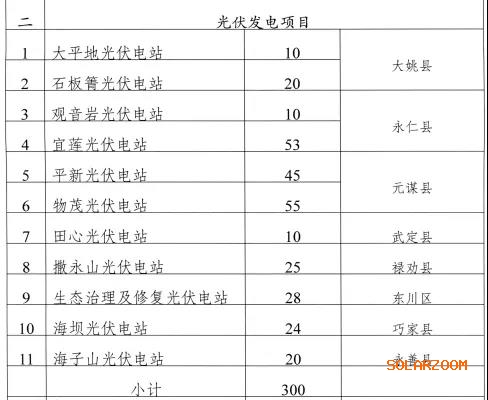 二 光伏发电项目
1 大平地光伏电站 10 大姚县
2 石板箐光伏电站 20
3 观音岩光伏电站 10 永仁县
4 宜莲光伏电站 53
5 平新光伏电站 45 元谋县
6 物茂光伏电站 55
7 田心光伏电站 10 武定县
8 撒永山光伏电站 25 禄劝县
9 生态治理及修复光伏电站 28 东川区
10 海坝光伏电站 24 巧家县
11 海子山光伏电站 20 永善县
SOLARZOOM
小计 300